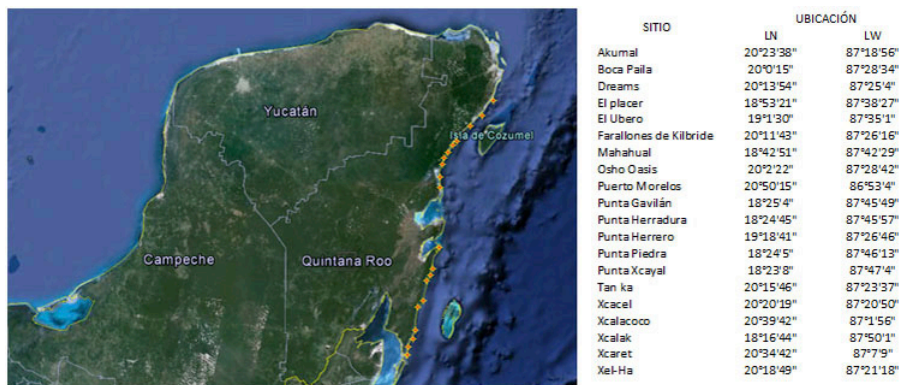 Yucatán
Isla de Cozumel
Campeche
Quintana Roo
SITIO UBICACIÓN
LN LW
Akumal 20°23'38" 87°18'56"
Boca Paila 20°0'15" 87°28'34"
Dreams 20°13'54" 87°25'4"
El placer 18°53'21" 87°38'27"
El Ubero 19°1'30" 87°35'1"
Farallones de Kilbride 20°11'43" 87°26'16"
Mahahual 18°42'51" 87°42'29"
Osho Oasis 20°2'22" 87°28'42"
Puerto Morelos 20°50'15" 86°53'4"
Punta Gavilán 18°25'4" 87°45'49"
Punta Herradura 18°24'45" 87°45'57"
Punta Herrero 19°18'41" 87°26'46"
Punta Piedra 18°24'5" 87°46'13"
Punta Xcayal 18°23'8" 87°47'4"
Tan ka 20°15'46" 87°23'37"
Xcacel 20°20'19" 87°20'50"
Xcalacoco 20°39'42" 87°1'56"
Xcalak 18°16'44" 87°50'1"
Xcaret 20°34'42" 87°7'9"
Xel-Ha 20°18'49" 87°21'18"